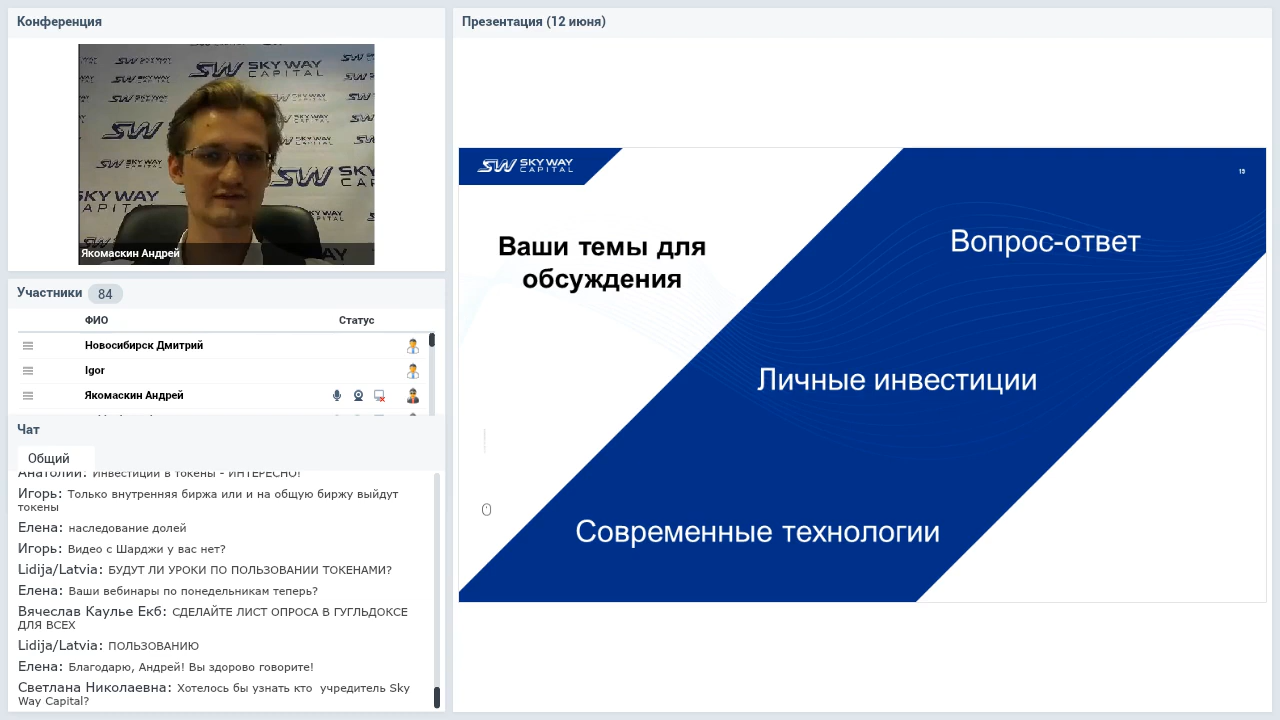 Конференция
SKY WAY
CAPITAL
Якомаскин Андрей
Участники 84
ФИО Статус
Новосибирск Дмитрий
Igor
Якомаскин Андрей
Чат
Общий
Анатолий: Инвестиции в токены - ИНТЕРЕСНО!
Игорь: Только внутренняя биржа или и на общую биржу выйдут
токены
Елена: наследование долей
Игорь: Видео с Шарджи у вас нет?
Lidija/Latvia: БУДУТ ЛИ УРОКИ ПО ПОЛЬЗОВАНИИ ТОКЕНАМИ?
Елена: Ваши вебинары по понедельникам теперь?
Вячеслав Каулье Екб: СДЕЛАЙТЕ ЛИСТ ОПРОСА В ГУГЛЬДОКСЕ
ДЛЯ ВСЕХ
Lidija/Latvia: ПОЛЬЗОВАНИЮ
Елена: Благодарю, Андрей! Вы здорово говорите!
Светлана Николаевна: Хотелось бы узнать кто учредитель Sky
Way Capital?
Презентация (12 июня)
SW SKY WAY
CAPITAL
Ваши темы для
обсуждения
Вопрос-ответ
Личные инвестиции
Современные технологии